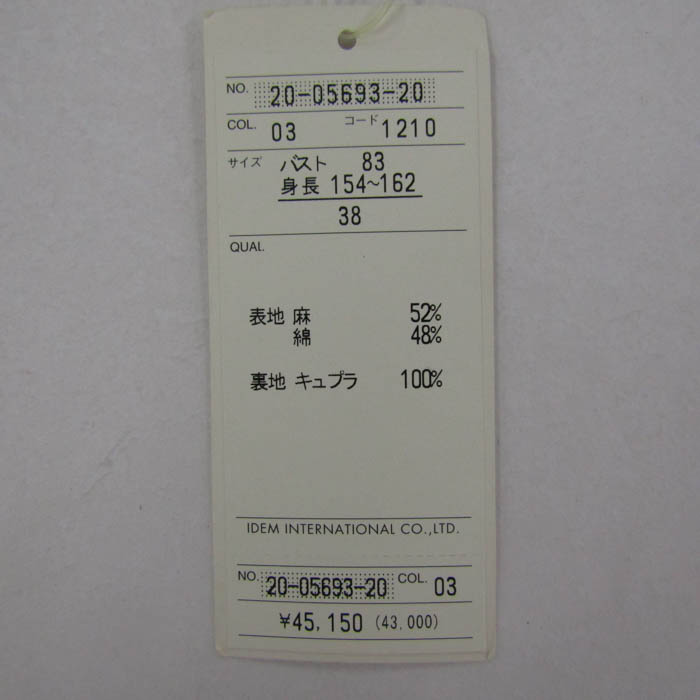 NO. 20-05693-20
COL. 03 コード 1210
サイズ バスト 83
身長 154~162
38
QUAL.
表地 麻 52%
綿 48%
裏地 キュプラ 100%
IDEM INTERNATIONAL CO.,LTD.
NO. 20-05693-20 COL. 03
¥45,150 (43,000)